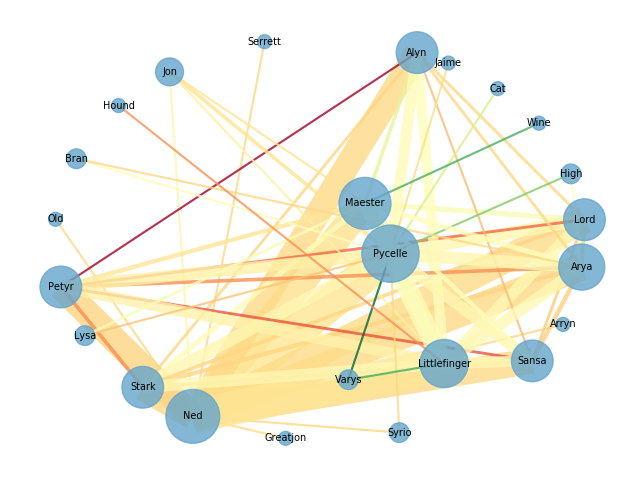 Serrett
Alyn
Jaime
Jon
Cat
Hound
Wine
Bran
High
Maester
Old
Lord
Pycelle
Arya
Petyr
Arryn
Lysa
Sansa
Littlefinger
Varys
Stark
Ned
Syrio
Greatjon